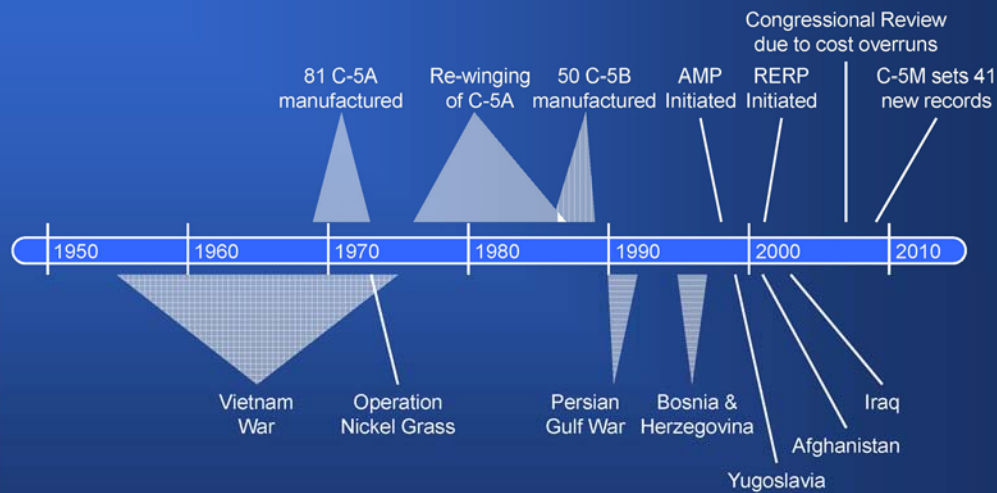 Congressional Review
due to cost overruns
81 C-5A
manufactured
Re-winging
of C-5A
50 C-5B
manufactured
AMP
Initiated
RERP
Initiated
C-5M sets 41
new records
1950
1960
1970
1980
1990
2000
2010
Vietnam
War
Operation
Nickel Grass
Persian
Gulf War
Bosnia &
Herzegovina
Iraq
Afghanistan
Yugoslavia